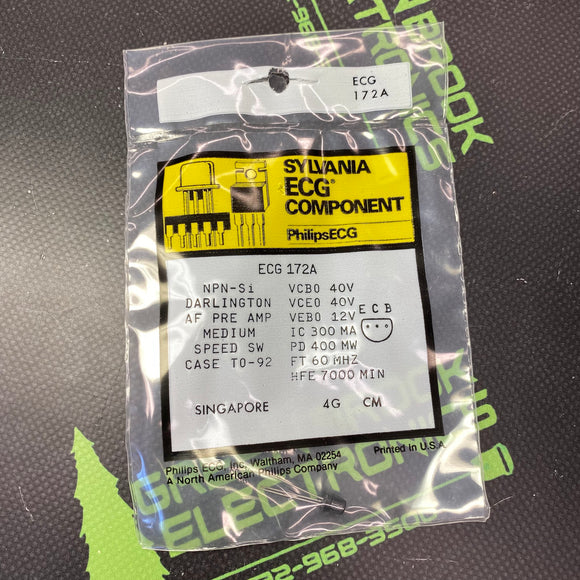 ECG
172A
SYLVANIA
ECG®
COMPONENT
PhilipsECG
ECG 172A
NPN-Si VCBO 40V
DARLINGTON VCEO 40V
AF PRE AMP VEBO 12V
E C B
MEDIUM IC 300 MA
SPEED SW PD 400 MW
CASE TO-92 FT 60 MHZ
HFE 7000 MIN
SINGAPORE 4G CM
Philips ECG, Inc. Waltham, MA 02254
A North American Philips Company
Printed in U.S.A.
ELECTRONICS